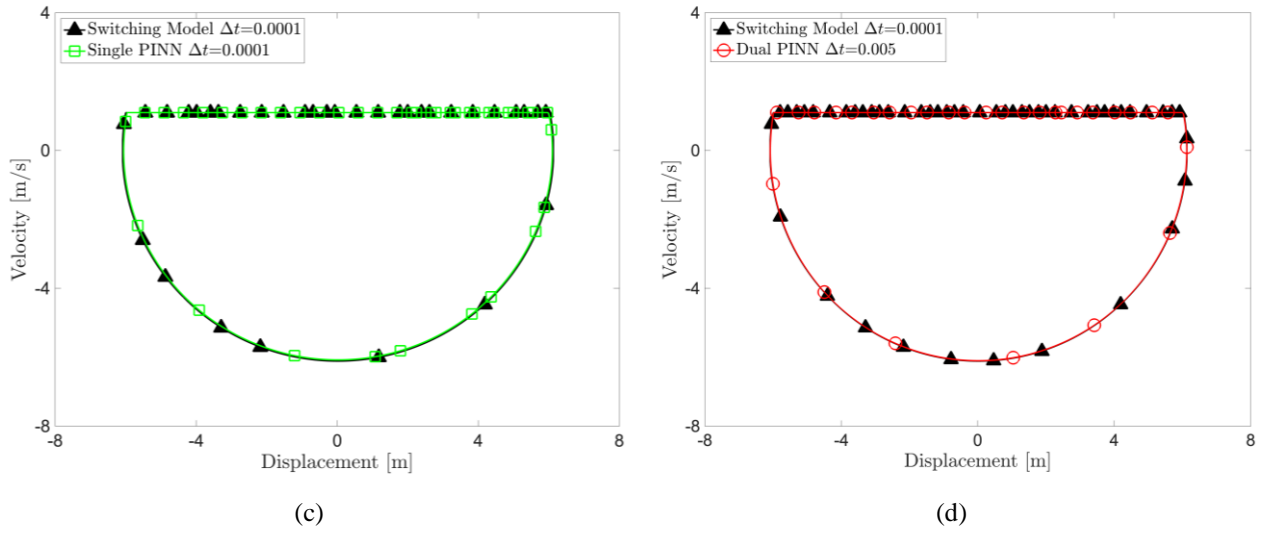 4
0
-4
-8
-8
-4
0
4
8
Velocity [m/s]
Displacement [m]
Switching Model Δt=0.0001
Single PINN Δt=0.0001
(c)
4
0
-4
-8
-8
-4
0
4
8
Velocity [m/s]
Displacement [m]
Switching Model Δt=0.0001
Dual PINN Δt=0.005
(d)